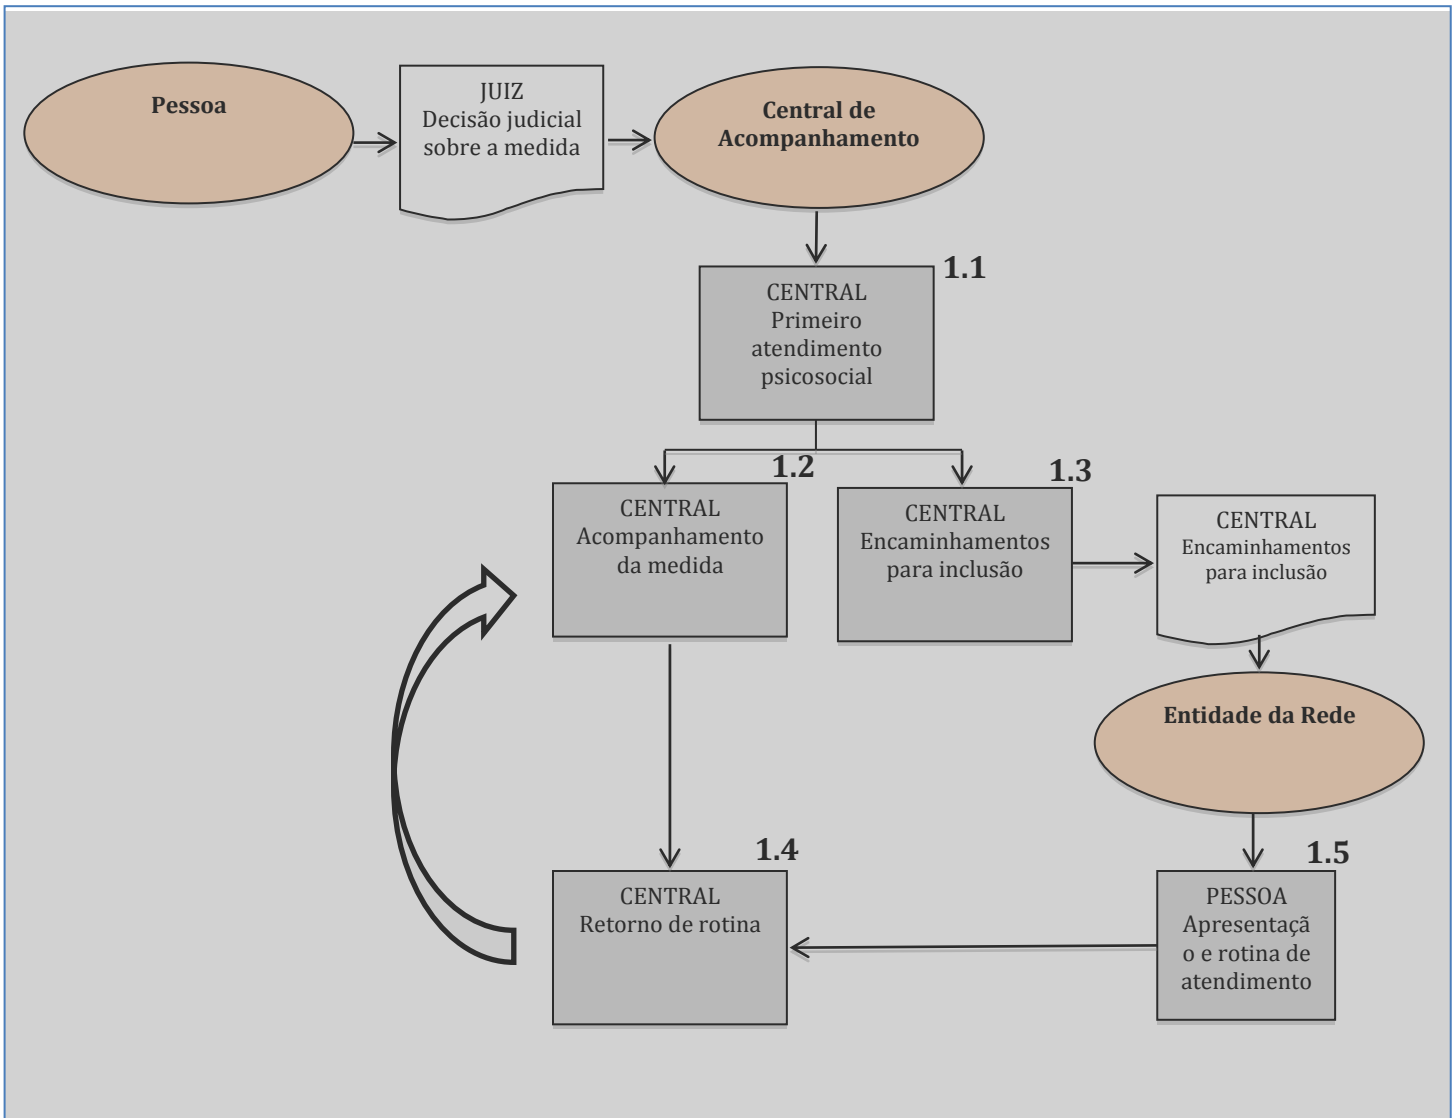 Pessoa
JUIZ
Decisão judicial
sobre a medida
Central de
Acompanhamento
1.1
CENTRAL
Primeiro
atendimento
psicosocial
1.2
CENTRAL
Acompanhamento
da medida
1.3
CENTRAL
Encaminhamentos
para inclusão
CENTRAL
Encaminhamentos
para inclusão
Entidade da Rede
1.4
CENTRAL
Retorno de rotina
1.5
PESSOA
Apresentaçã
o e rotina de
atendimento